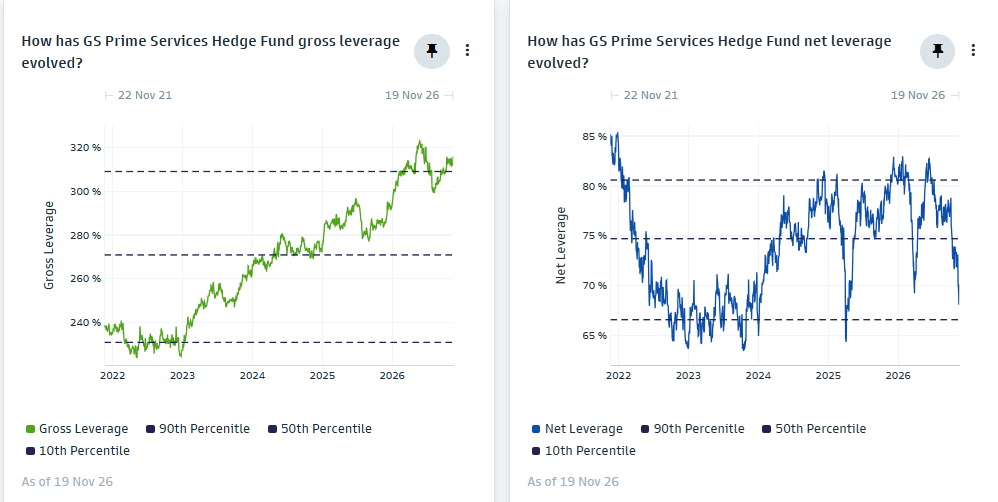 How has GS Prime Services Hedge Fund gross leverage
evolved?
22 Nov 21
19 Nov 26
Gross Leverage
320 %
300 %
280 %
260 %
240 %
2022
2023
2024
2025
2026
Gross Leverage
90th Percenitle
50th Percentile
10th Percentile
As of 19 Nov 26
How has GS Prime Services Hedge Fund net leverage
evolved?
22 Nov 21
19 Nov 26
Net Leverage
85 %
80 %
75 %
70 %
65 %
2022
2023
2024
2025
2026
Net Leverage
90th Percenitle
50th Percentile
10th Percentile
As of 19 Nov 26